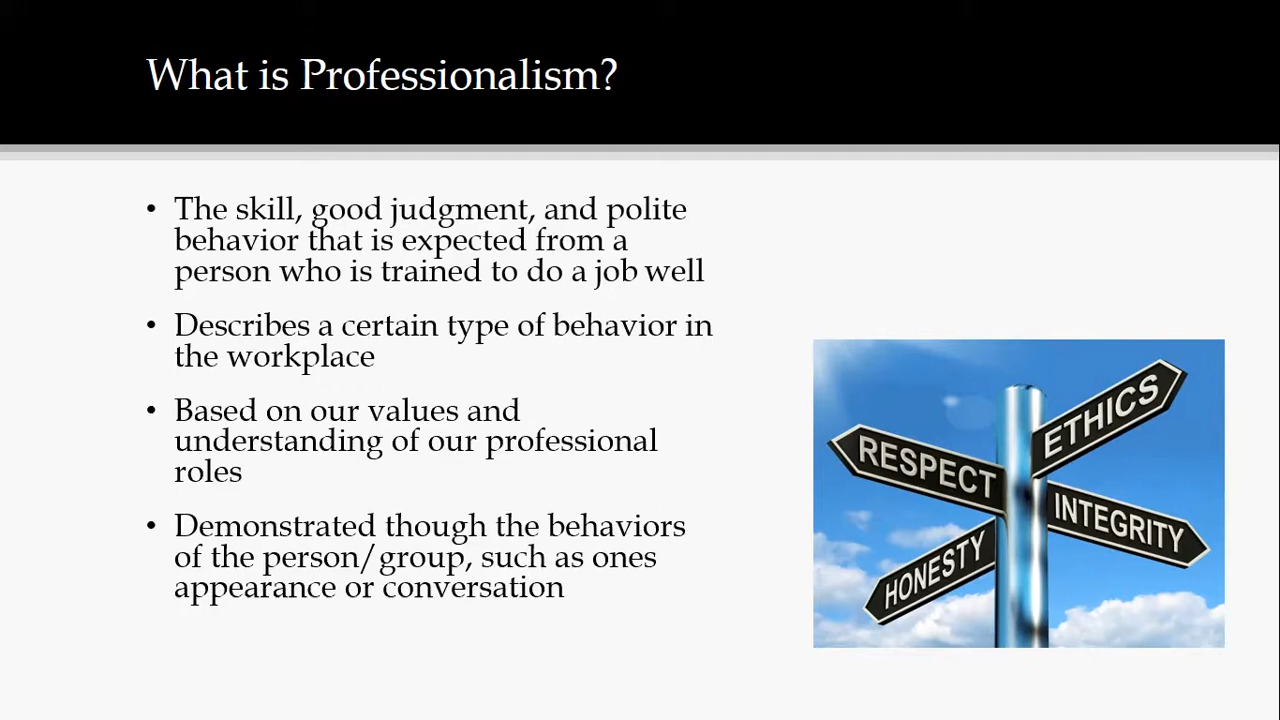 What is Professionalism?
• The skill, good judgment, and polite
behavior that is expected from a
person who is trained to do a job well
• Describes a certain type of behavior in
the workplace
• Based on our values and
understanding of our professional
roles
• Demonstrated though the behaviors
of the person/group, such as ones
appearance or conversation
ETHICS
RESPECT
INTEGRITY
HONESTY